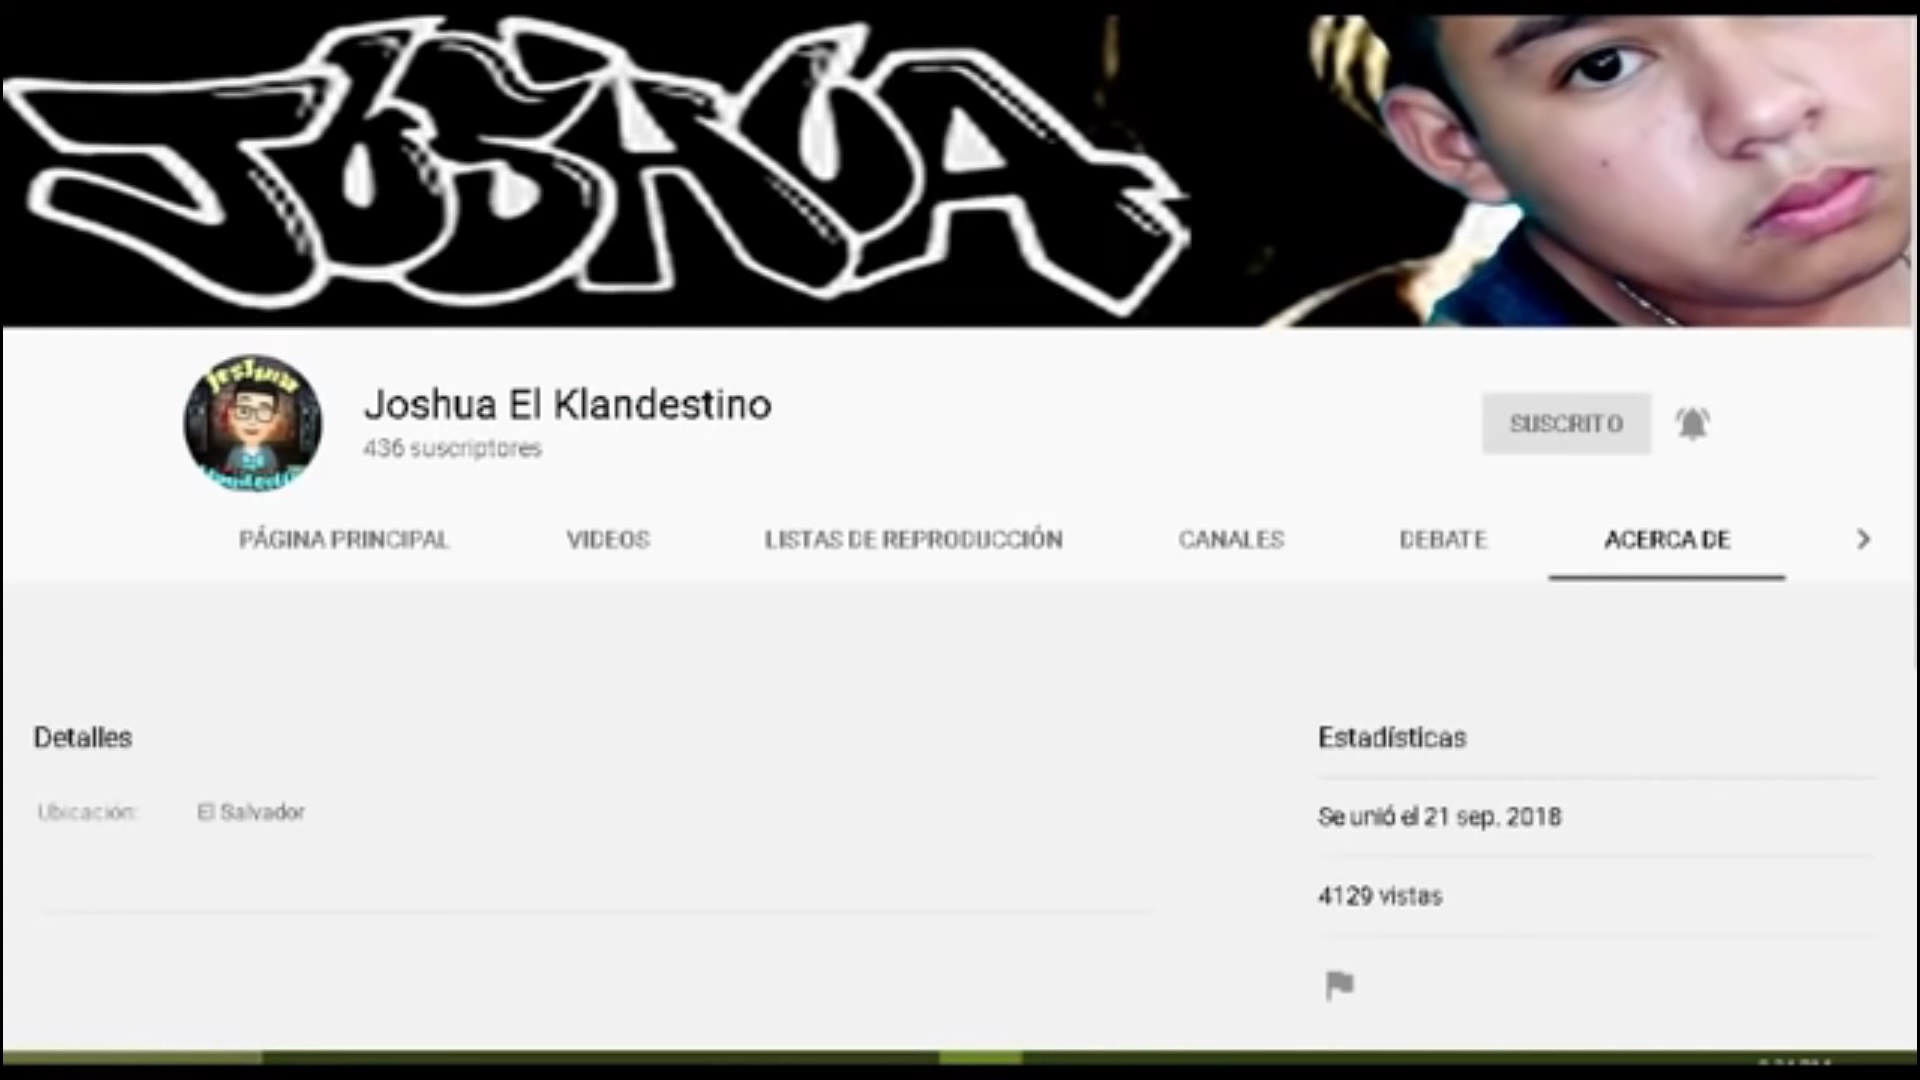 JOSHUA
Joshua El Klandestino
436 suscriptores
SUSCRITO
PÁGINA PRINCIPAL VIDEOS LISTAS DE REPRODUCCIÓN CANALES DEBATE ACERCA DE
Detalles
Ubicación: El Salvador
Estadísticas
Se unió el 21 sep. 2018
4129 vistas